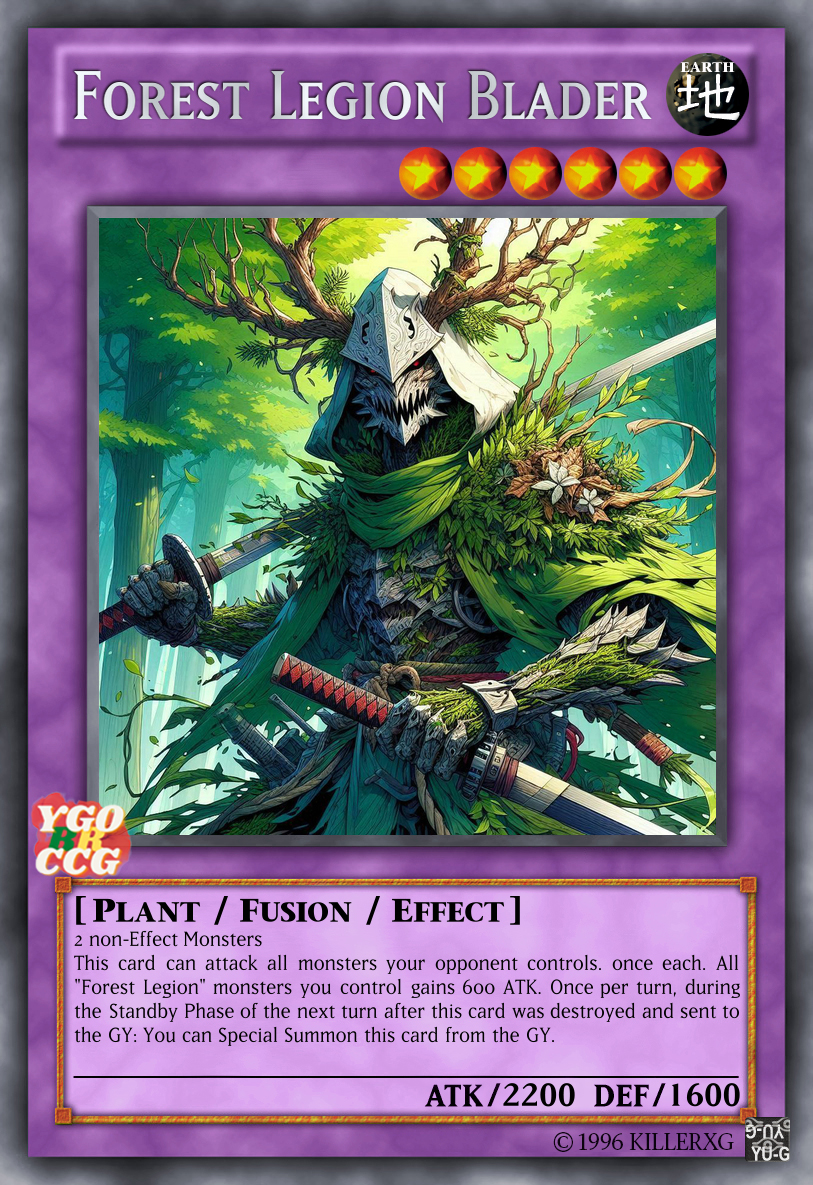 FOREST LEGION BLADER
EARTH
地
YGO
BR
CCG
[ PLANT / FUSION / EFFECT ]
2 non-Effect Monsters
This card can attack all monsters your opponent controls. once each. All
"Forest Legion" monsters you control gains 600 ATK. Once per turn, during
the Standby Phase of the next turn after this card was destroyed and sent to
the GY: You can Special Summon this card from the GY.
ATK/2200 DEF/1600
© 1996 KILLERXG
YU-G
YU-G